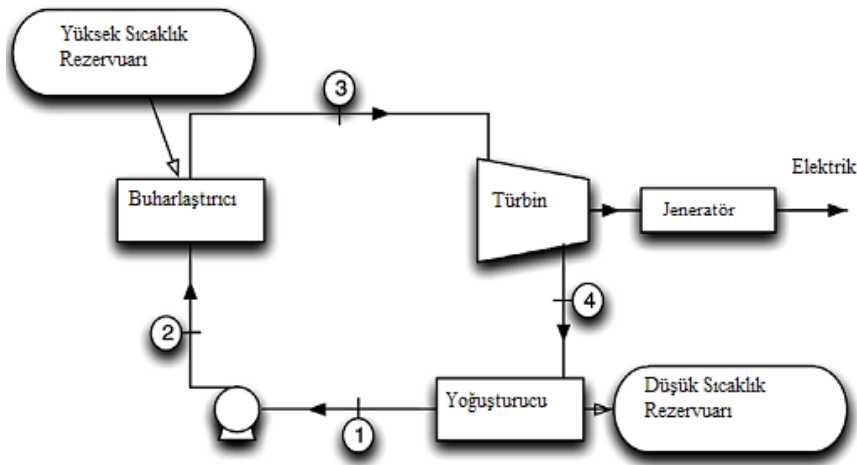 Yüksek Sıcaklık
Rezervuarı
3
Buharlaştırıcı
Türbin
Elektrik
Jeneratör
2
4
Yoğuşturucu
Düşük Sıcaklık
Rezervuarı
1